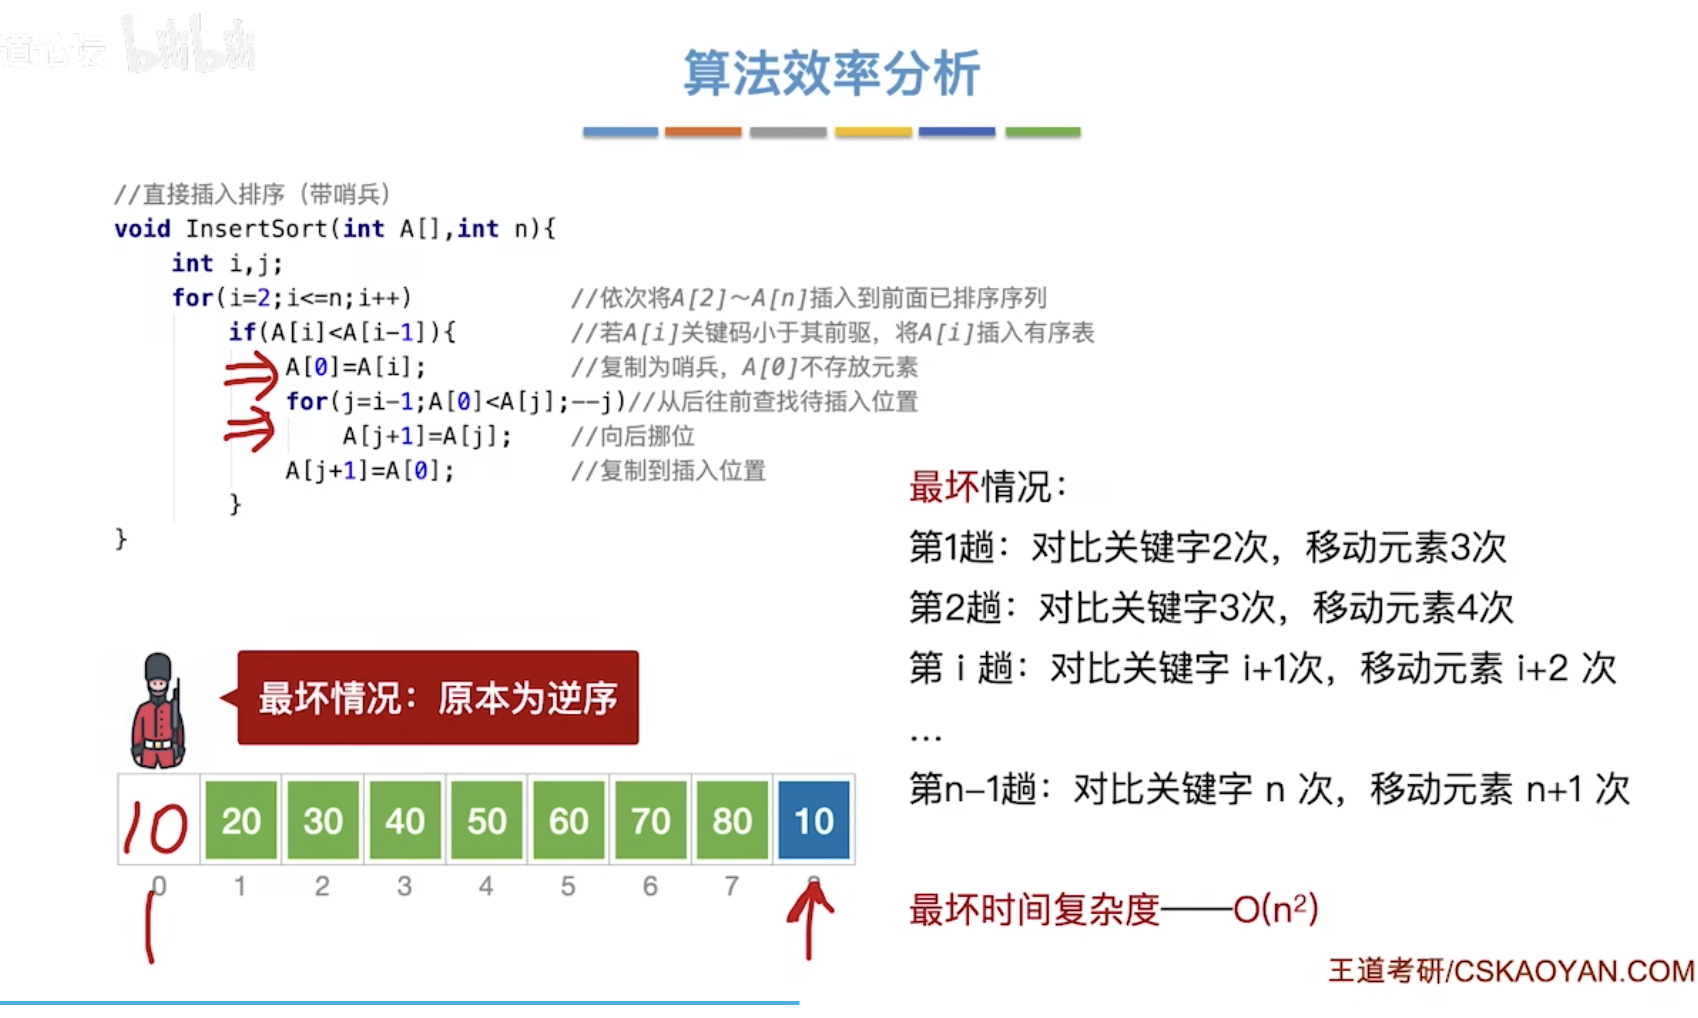 道论坛 bilibili
算法效率分析
//直接插入排序（带哨兵）
void InsertSort(int A[],int n){
int i,j;
for(i=2;i<=n;i++) //依次将A[2]～A[n]插入到前面已排序序列
if(A[i]<A[i-1]){ //若A[i]关键码小于其前驱，将A[i]插入有序表
A[0]=A[i]; //复制为哨兵，A[0]不存放元素
for(j=i-1;A[0]<A[j];--j)//从后往前查找待插入位置
A[j+1]=A[j]; //向后挪位
A[j+1]=A[0]; //复制到插入位置
}
}
最坏情况：
第1趟：对比关键字2次，移动元素3次
第2趟：对比关键字3次，移动元素4次
第 i 趟：对比关键字 i+1次，移动元素 i+2 次
…
第n-1趟：对比关键字 n 次，移动元素 n+1 次
最坏情况：原本为逆序
10 20 30 40 50 60 70 80 10
0 1 2 3 4 5 6 7
最坏时间复杂度——O(n²)
王道考研/CSKAOYAN.COM